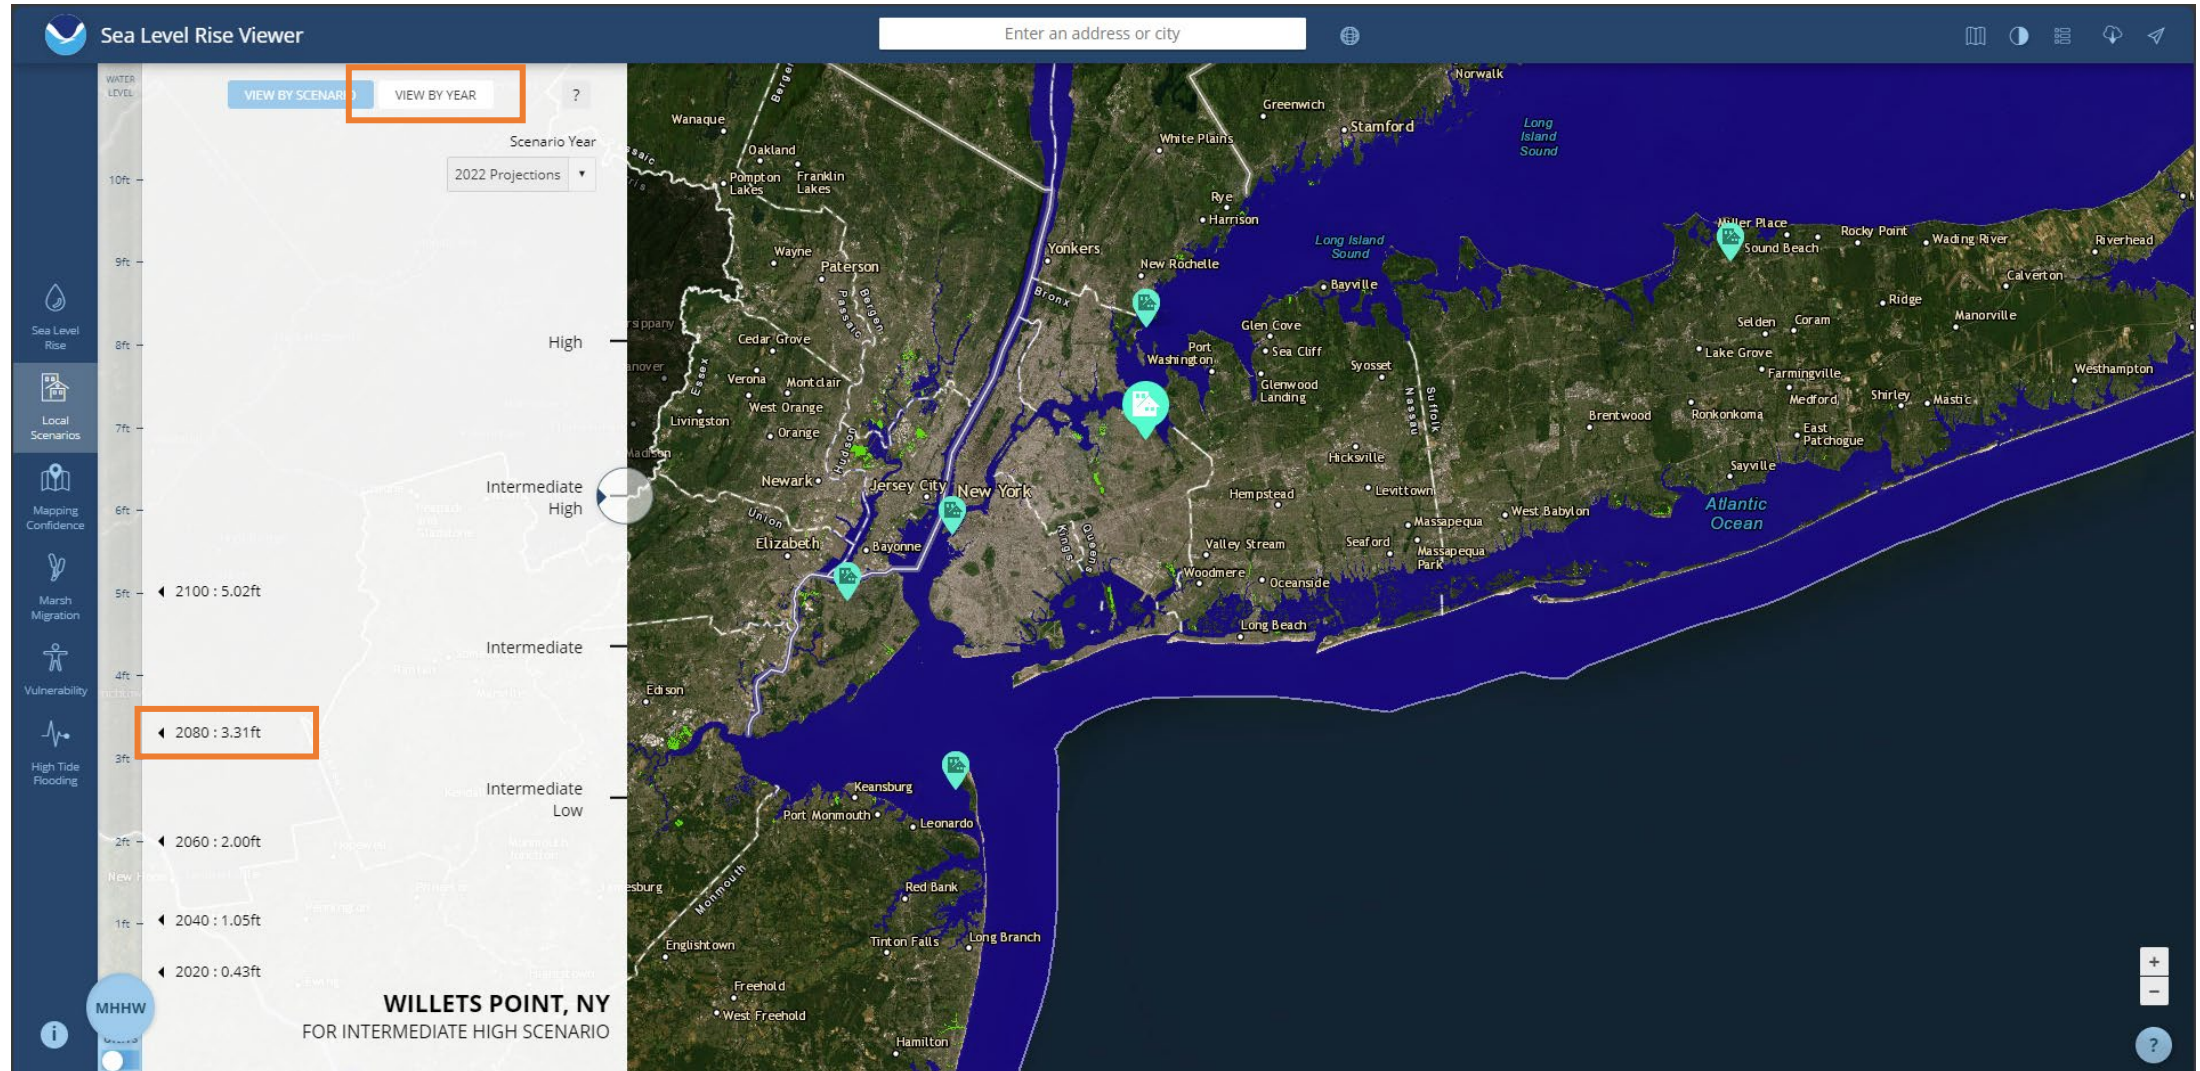 Sea Level Rise Viewer
Enter an address or city
WATER
LEVEL
VIEW BY SCENARIO
VIEW BY YEAR
?
Scenario Year
2022 Projections
10ft
9ft
8ft
7ft
6ft
5ft
4ft
3ft
2ft
1ft
High
Intermediate
High
Intermediate
Intermediate
Low
2100 : 5.02ft
2080 : 3.31ft
2060 : 2.00ft
2040 : 1.05ft
2020 : 0.43ft
MHHW
WILLETS POINT, NY
FOR INTERMEDIATE HIGH SCENARIO
Sea Level
Rise
Local
Scenarios
Mapping
Confidence
Marsh
Migration
Vulnerability
High Tide
Flooding
i
Norwalk
Greenwich
Stamford
Long
Island
Sound
Wanaque
White Plains
Oakland
Pompton
Lakes
Franklin
Lakes
Rye
Harrison
Miller Place
Rocky Point
Wading River
Riverhead
Sound Beach
Long Island
Sound
Wayne
Paterson
Yonkers
New Rochelle
Calverton
Bayville
Bronx
Passaic
Bergen
Ridge
Manorville
Glen Cove
Selden
Coram
Cedar Grove
Port
Washington
Sea Cliff
Syosset
Lake Grove
Essex
Verona
Montclair
Glenwood
Landing
Farmingville
Westhampton
West Orange
Nassau
Suffolk
Medford
Shirley
Mastic
Livingston
Orange
Hudson
Brentwood
Ronkonkoma
East
Patchogue
Madison
Hicksville
Sayville
Newark
Jersey City
New York
Hempstead
Levittown
Atlantic
Ocean
Union
Massapequa
West Babylon
Elizabeth
Bayonne
Kings
Queens
Valley Stream
Seaford
Massapequa
Park
Woodmere
Oceanside
Long Beach
Edison
Keansburg
Port Monmouth
Leonardo
Monmouth
Red Bank
Englishtown
Tinton Falls
Long Branch
Freehold
West Freehold
Hamilton
+
−
?